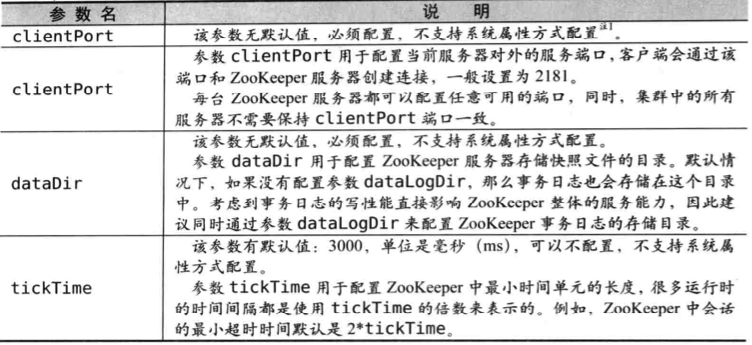 参 数 名 说 明
clientPort 该参数无默认值，必须配置，不支持系统属性方式配置注1。
clientPort 参数 clientPort 用于配置当前服务器对外的服务端口，客户端会通过该
端口和 ZooKeeper 服务器创建连接，一般设置为 2181。
每台 ZooKeeper 服务器都可以配置任意可用的端口，同时，集群中的所有
服务器不需要保持 clientPort 端口一致。
dataDir 该参数无默认值，必须配置，不支持系统属性方式配置。
参数 dataDir 用于配置 ZooKeeper 服务器存储快照文件的目录。默认情
况下，如果没有配置参数 dataLogDir，那么事务日志也会存储在这个目录
中。考虑到事务日志的写性能直接影响 ZooKeeper 整体的服务能力，因此建
议同时通过参数 dataLogDir 来配置 ZooKeeper 事务日志的存储目录。
tickTime 该参数有默认值：3000，单位是毫秒（ms），可以不配置，不支持系统属
性方式配置。
参数 tickTime 用于配置 ZooKeeper 中最小时间单元的长度，很多运行时
的时间间隔都是使用 tickTime 的倍数来表示的。例如，ZooKeeper 中会话
的最小超时时间默认是 2*tickTime。